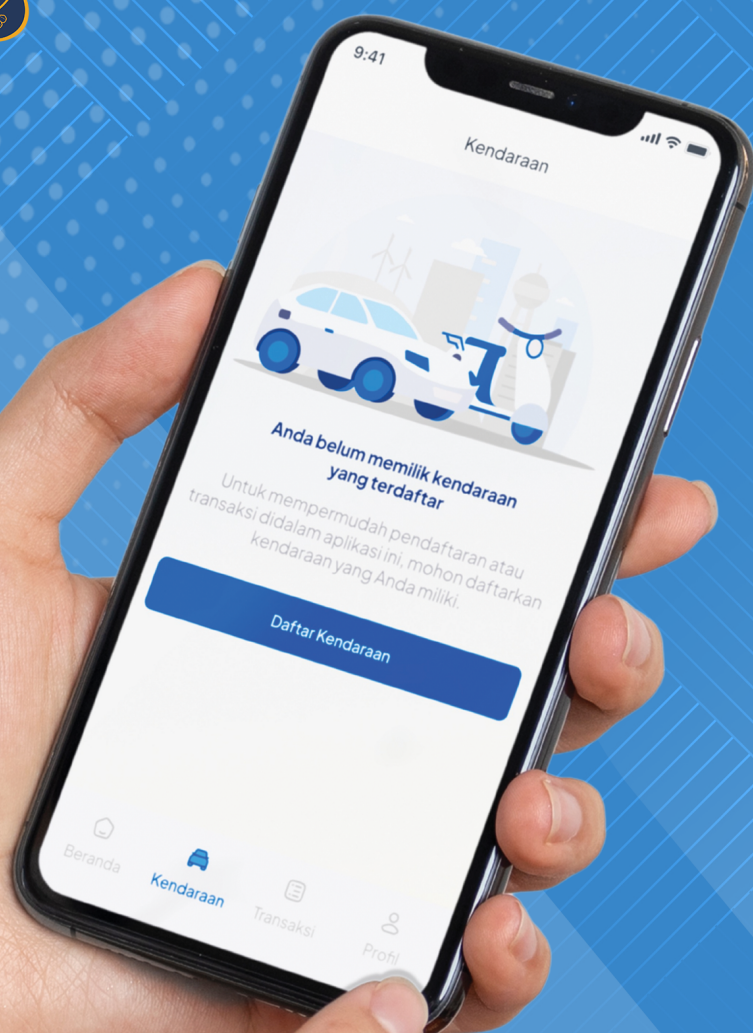 9:41
Kendaraan
Anda belum memilik kendaraan
yang terdaftar
Untuk mempermudah pendaftaran atau
transaksi didalam aplikasi ini, mohon daftarkan
kendaraan yang Anda miliki.
Daftar Kendaraan
Beranda
Kendaraan
Transaksi
Profil